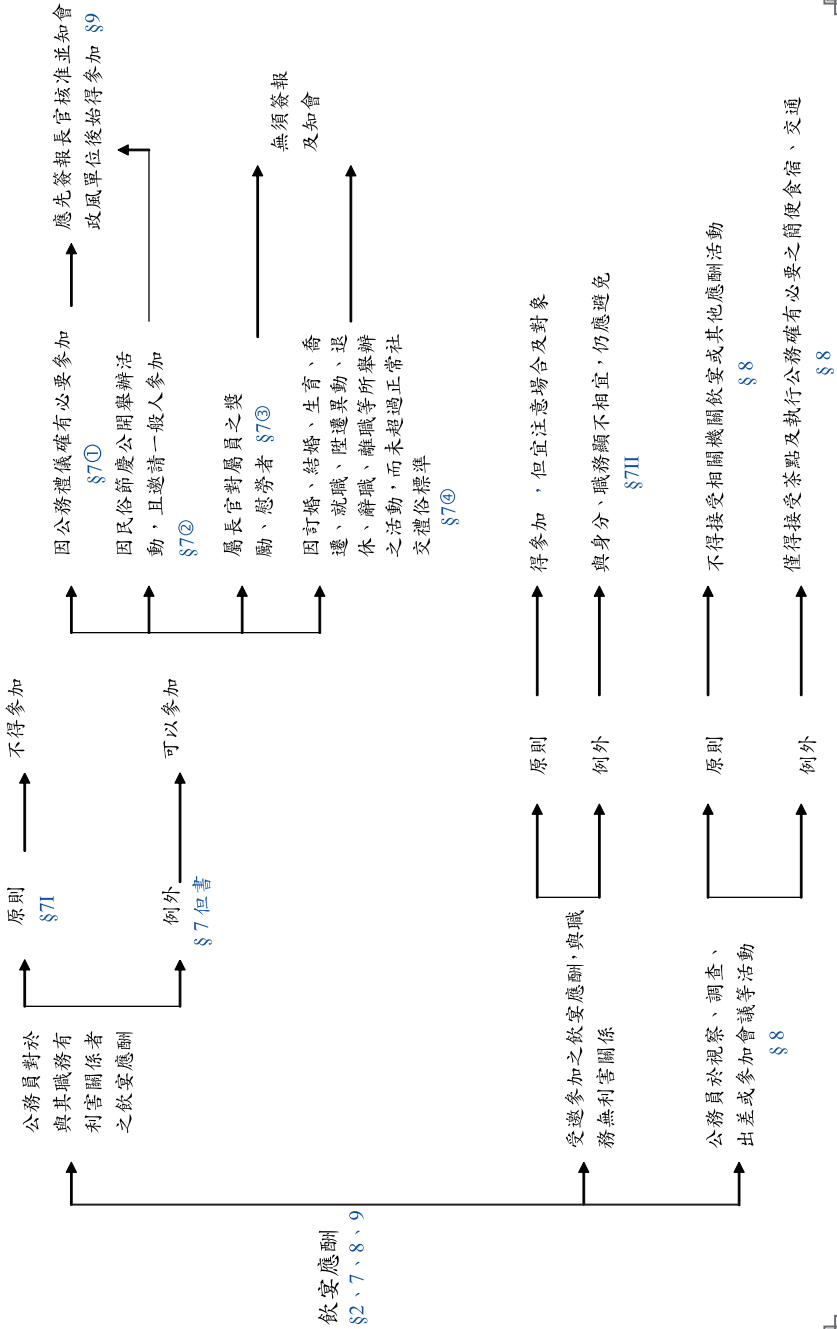 飲宴應酬
§2、7、8、9
公務員對於
與其職務有
利害關係者
之飲宴應酬
原則
§7I
不得參加
例外
§7但書
可以參加
因公務禮儀確有必要參加
§7①
應先簽報長官核准並知會
政風單位後始得參加 §9
因民俗節慶公開舉辦活
動，且邀請一般人參加
§7②
屬長官對屬員之獎
勵、慰勞者 §7③
無須簽報
及知會
因訂婚、結婚、生育、喬
遷、就職、陞遷異動、退
休、辭職、離職等所舉辦
之活動，而未超過正常社
交禮俗標準
§7④
受邀參加之飲宴應酬，與職
務無利害關係
原則
得參加 ，但宜注意場合及對象
例外
與身分、職務顯不相宜，仍應避免
§7II
公務員於視察、調查、
出差或參加會議等活動
§8
原則
不得接受相關機關飲宴或其他應酬活動
§8
例外
僅得接受茶點及執行公務確有必要之簡便食宿、交通
§8